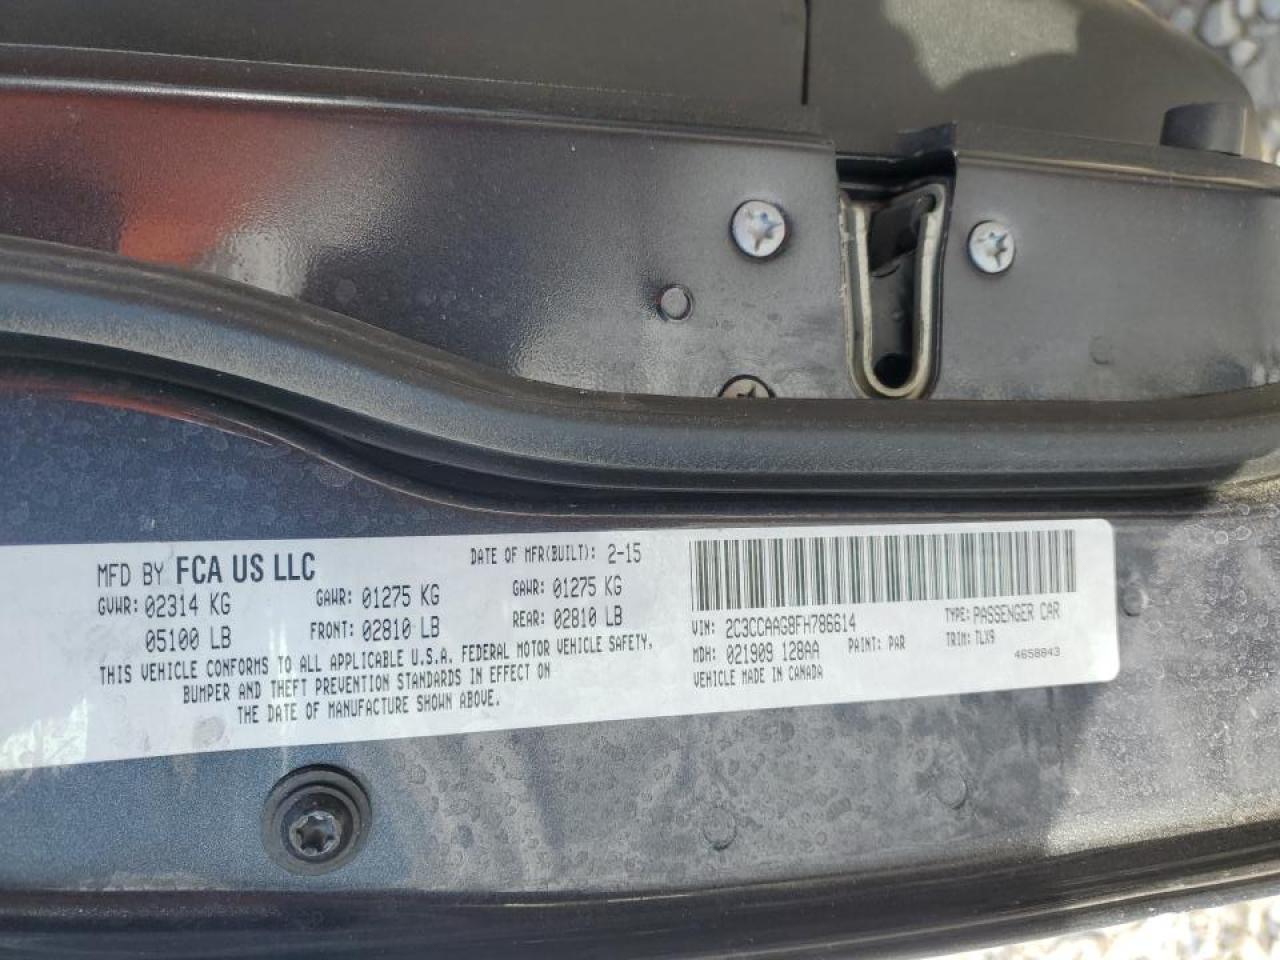 MFD BY FCA US LLC DATE OF MFR(BUILT): 2-15
GVWR: 02314 KG GAWR: 01275 KG GAWR: 01275 KG
05100 LB FRONT: 02810 LB REAR: 02810 LB
THIS VEHICLE CONFORMS TO ALL APPLICABLE U.S.A. FEDERAL MOTOR VEHICLE SAFETY,
BUMPER AND THEFT PREVENTION STANDARDS IN EFFECT ON
THE DATE OF MANUFACTURE SHOWN ABOVE.
VIN: 2C3CCAAG8FH786614 TYPE: PASSENGER CAR
MDH: 021909 128AA PAINT: PAR TRIM: TLX9
VEHICLE MADE IN CANADA 4658843